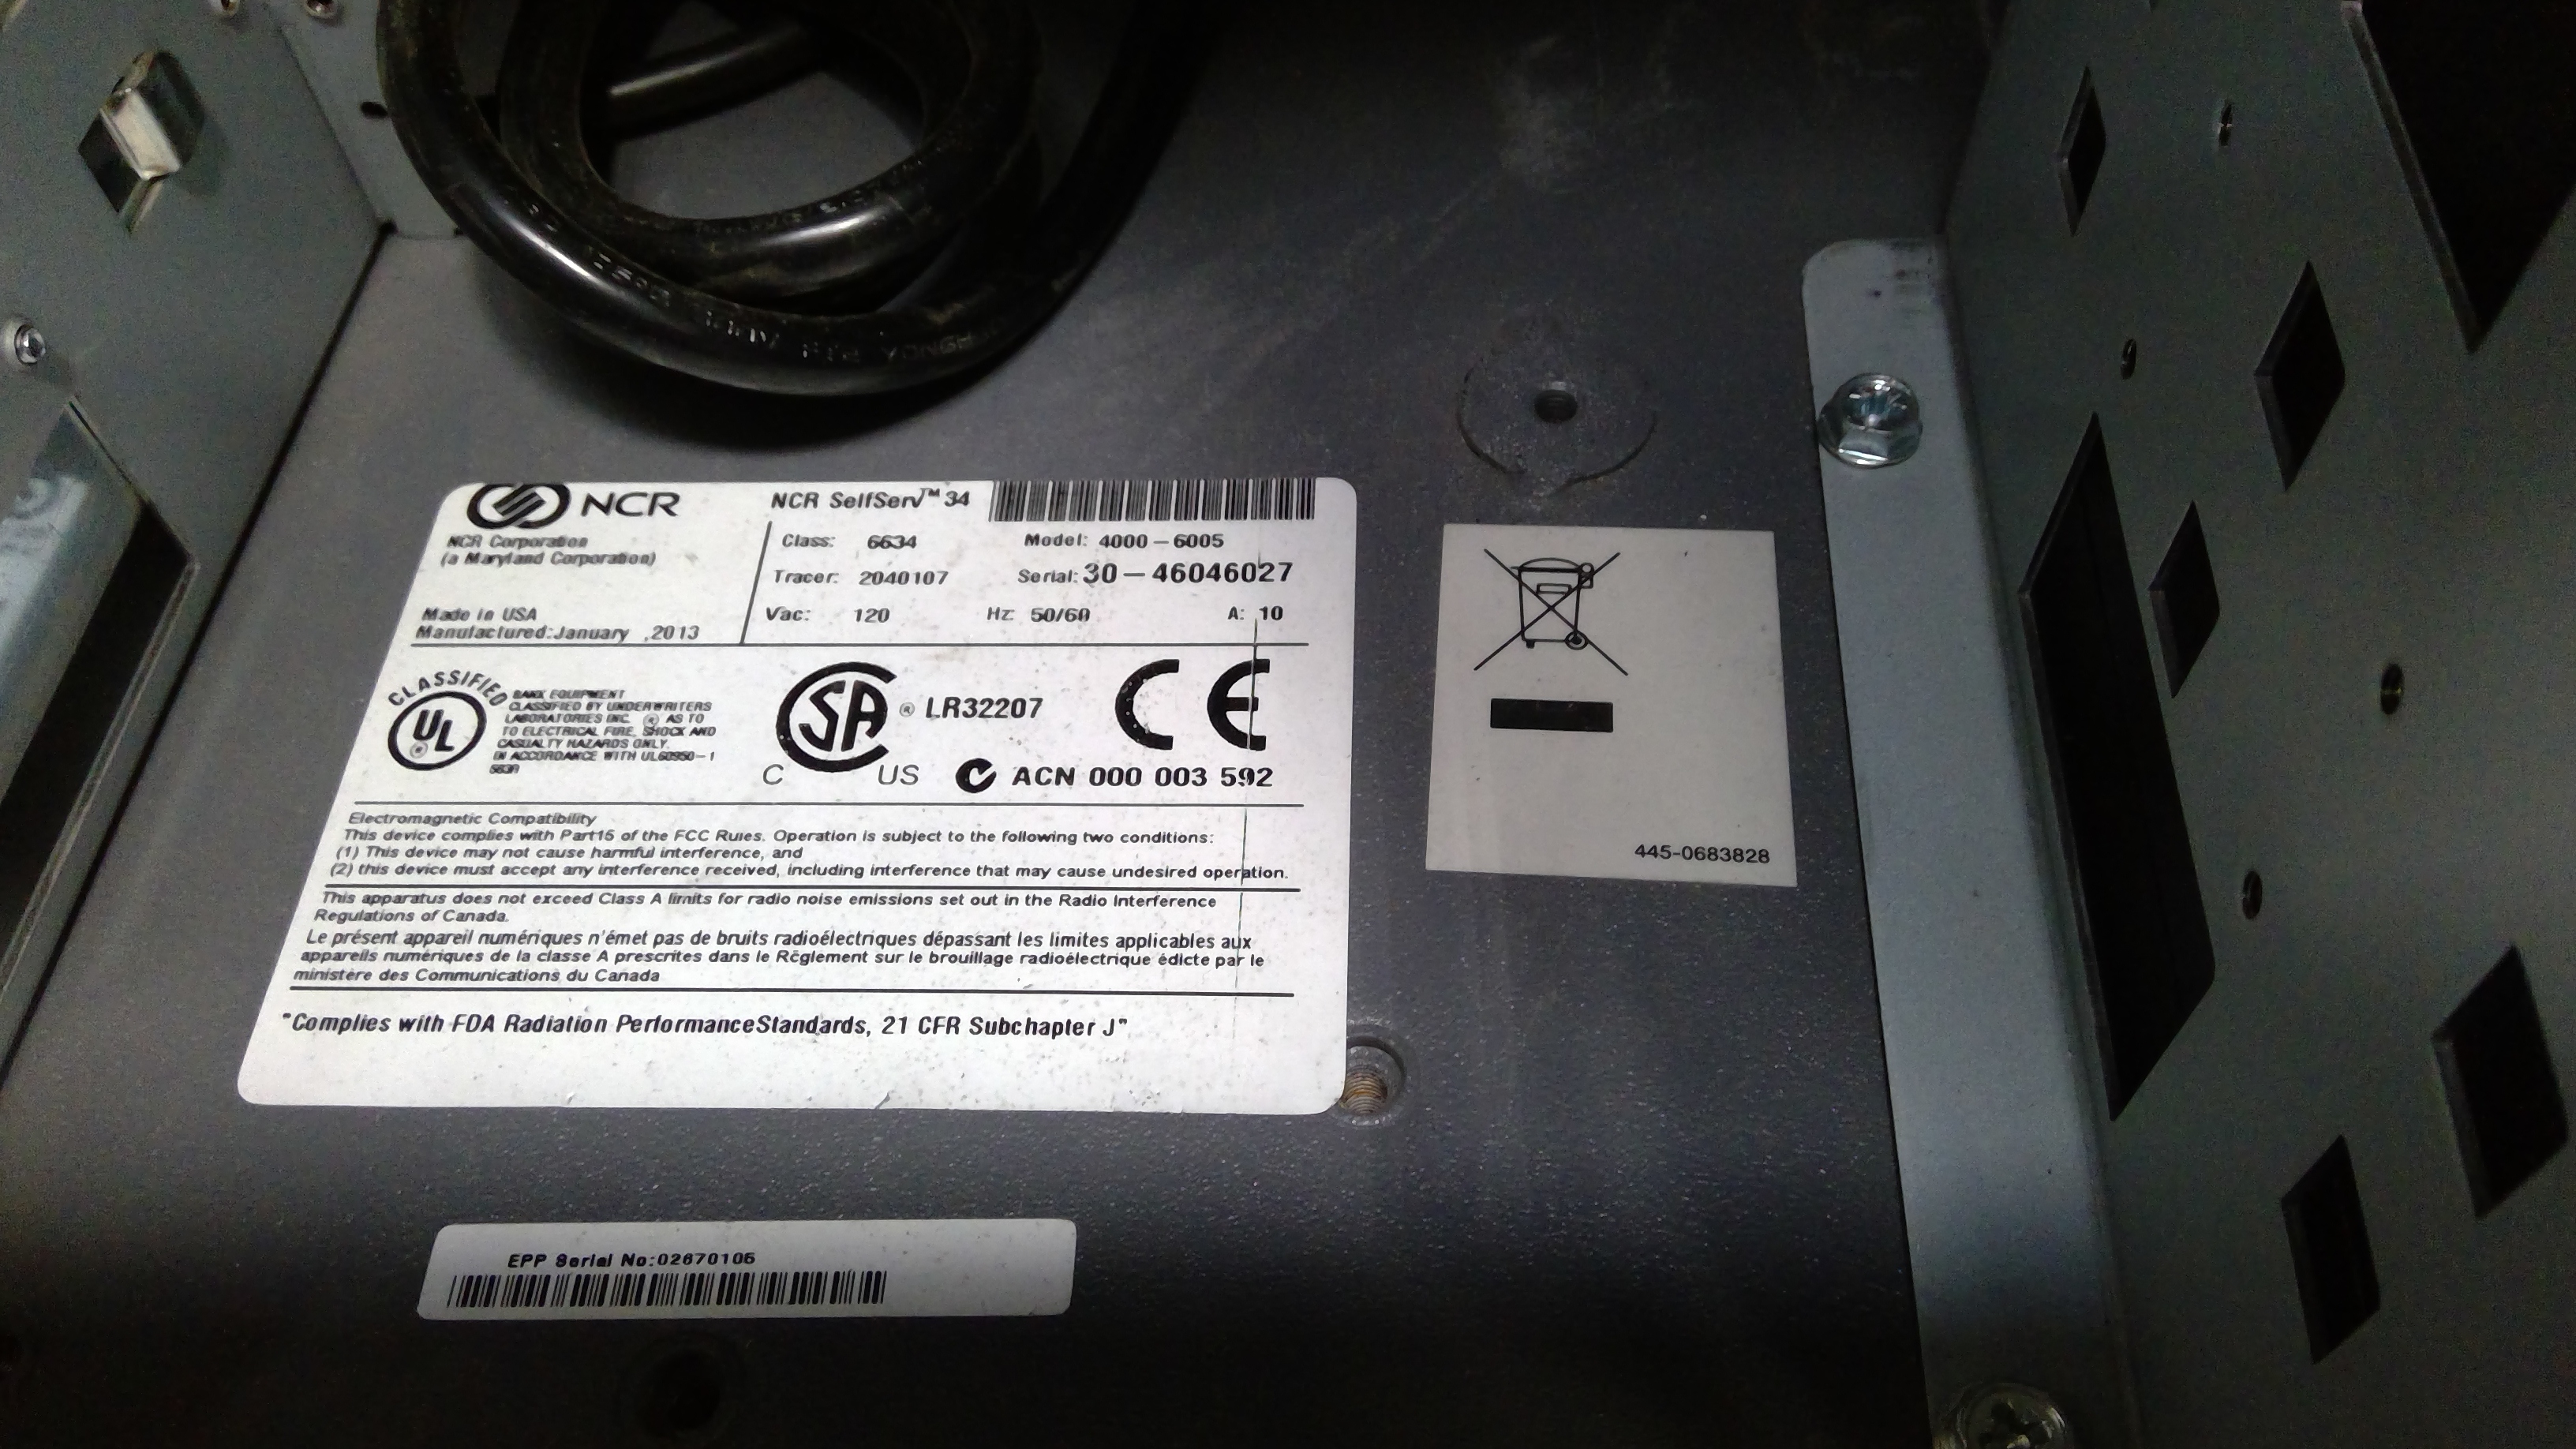 NCR
NCR Corporation
(a Maryland Corporation)
Made in USA
Manufactured: January ,2013
NCR SelfServ™ 34
Class: 6634 Model: 4000-6005
Tracer: 2040107 Serial: 30-46046027
Vac: 120 Hz: 50/60 A: 10
CLASSIFIED
UL ®
BANK EQUIPMENT
CLASSIFIED BY UNDERWRITERS
LABORATORIES INC. ® AS TO
TO ELECTRICAL FIRE, SHOCK AND
CASUALTY HAZARDS ONLY.
IN ACCORDANCE WITH UL60950-1
SA ® LR32207
C US
CE
ACN 000 003 592
Electromagnetic Compatibility
This device complies with Part15 of the FCC Rules. Operation is subject to the following two conditions:
(1) This device may not cause harmful interference, and
(2) this device must accept any interference received, including interference that may cause undesired operation.
This apparatus does not exceed Class A limits for radio noise emissions set out in the Radio Interference
Regulations of Canada.
Le présent appareil numériques n'émet pas de bruits radioélectriques dépassant les limites applicables aux
appareils numériques de la classe A prescrites dans le Règlement sur le brouillage radioélectrique édicte par le
ministère des Communications du Canada
"Complies with FDA Radiation PerformanceStandards, 21 CFR Subchapter J"
445-0683828
EPP Serial No:02670105